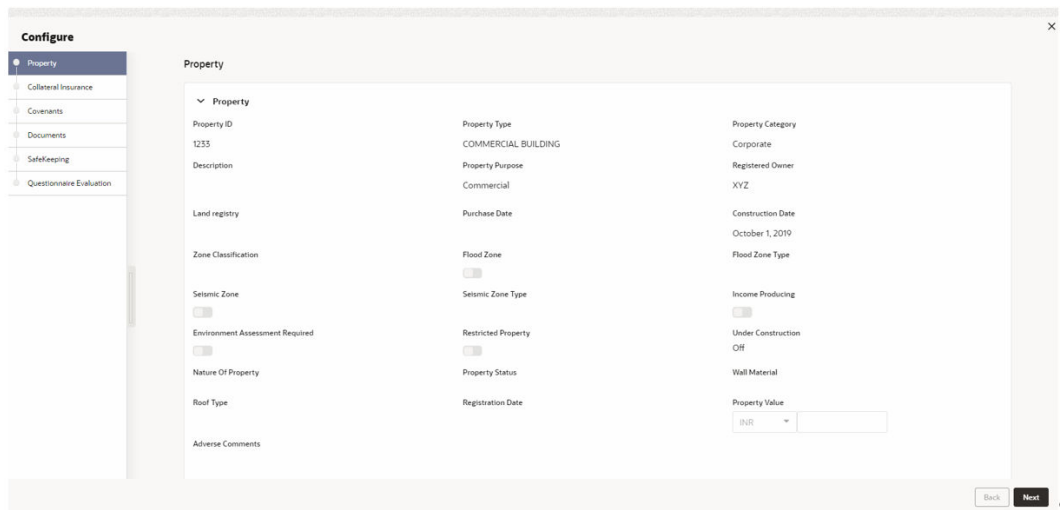 Configure
Property
Collateral Insurance
Covenants
Documents
SafeKeeping
Questionnaire Evaluation
Property
Property
Property ID Property Type Property Category
1233 COMMERCIAL BUILDING Corporate
Description Property Purpose Registered Owner
Commercial XYZ
Land registry Purchase Date Construction Date
October 1, 2019
Zone Classification Flood Zone Flood Zone Type
Seismic Zone Seismic Zone Type Income Producing
Environment Assessment Required Restricted Property Under Construction
Off
Nature Of Property Property Status Wall Material
Roof Type Registration Date Property Value
INR
Adverse Comments
Back Next